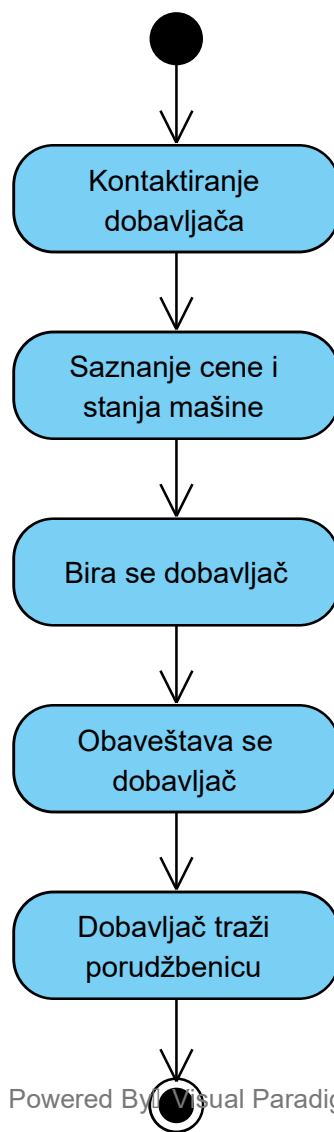 Kontaktiranje
dobavljača
Saznanje cene i
stanja mašine
Bira se dobavljač
Obaveštava se
dobavljač
Dobavljač traži
porudžbenicu
Powered By Visual Paradig